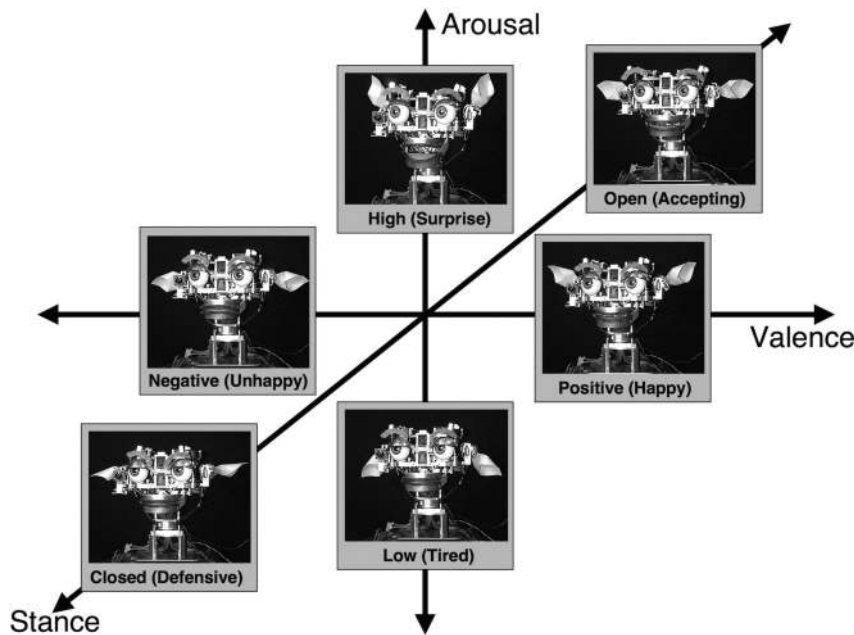 Arousal
High (Surprise)
Open (Accepting)
Negative (Unhappy)
Positive (Happy)
Valence
Closed (Defensive)
Low (Tired)
Stance